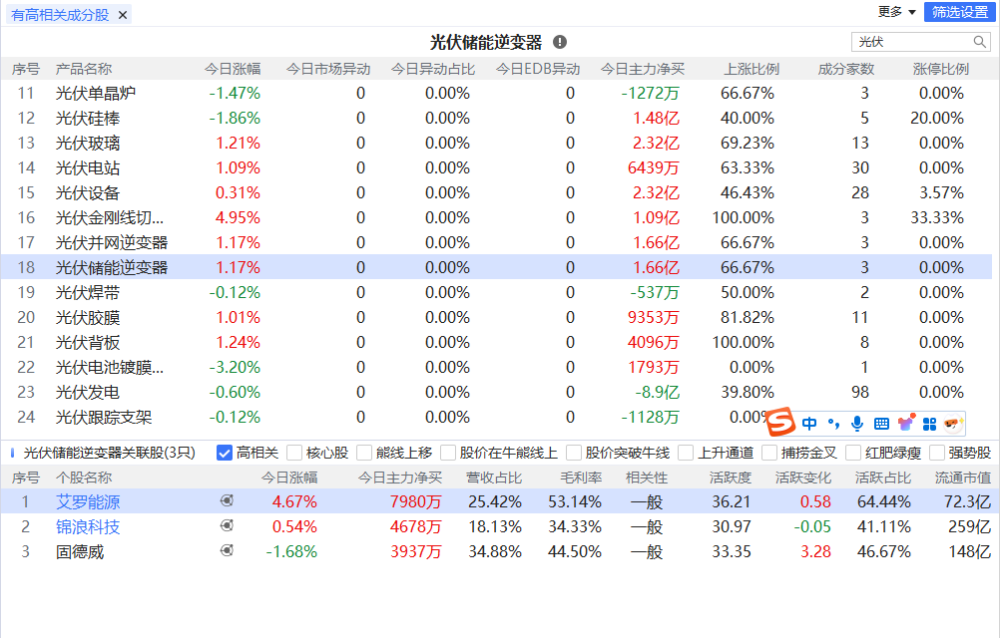 有高相关成分股 × 更多 ▼ 筛选设置
光伏储能逆变器 光伏
序号 产品名称 今日涨幅 今日市场异动 今日异动占比 今日EDB异动 今日主力净买 上涨比例 成分家数 涨停比例
11 光伏单晶炉 -1.47% 0 0.00% 0 -1272万 66.67% 3 0.00%
12 光伏硅棒 -1.86% 0 0.00% 0 1.48亿 40.00% 5 20.00%
13 光伏玻璃 1.21% 0 0.00% 0 2.32亿 69.23% 13 0.00%
14 光伏电站 1.09% 0 0.00% 0 6439万 63.33% 30 0.00%
15 光伏设备 0.31% 0 0.00% 0 2.32亿 46.43% 28 3.57%
16 光伏金刚线切... 4.95% 0 0.00% 0 1.09亿 100.00% 3 33.33%
17 光伏并网逆变器 1.17% 0 0.00% 0 1.66亿 66.67% 3 0.00%
18 光伏储能逆变器 1.17% 0 0.00% 0 1.66亿 66.67% 3 0.00%
19 光伏焊带 -0.12% 0 0.00% 0 -537万 50.00% 2 0.00%
20 光伏胶膜 1.01% 0 0.00% 0 9353万 81.82% 11 0.00%
21 光伏背板 1.24% 0 0.00% 0 4096万 100.00% 8 0.00%
22 光伏电池镀膜... -3.20% 0 0.00% 0 1793万 0.00% 1 0.00%
23 光伏发电 -0.60% 0 0.00% 0 -8.9亿 39.80% 98 0.00%
24 光伏跟踪支架 -0.12% 0 0.00% 0 -1128万 0.00% 中
光伏储能逆变器关联股(3只) 高相关 核心股 熊线上移 股价在牛熊线上 股价突破牛线 上升通道 捕捞金叉 红肥绿瘦 强势股
序号 个股名称 今日涨幅 今日主力净买 营收占比 毛利率 相关性 活跃度 活跃变化 活跃占比 流通市值
1 艾罗能源 4.67% 7980万 25.42% 53.14% 一般 36.21 0.58 64.44% 72.3亿
2 锦浪科技 0.54% 4678万 18.13% 34.33% 一般 30.97 -0.05 41.11% 259亿
3 固德威 -1.68% 3937万 34.88% 44.50% 一般 33.35 3.28 46.67% 148亿